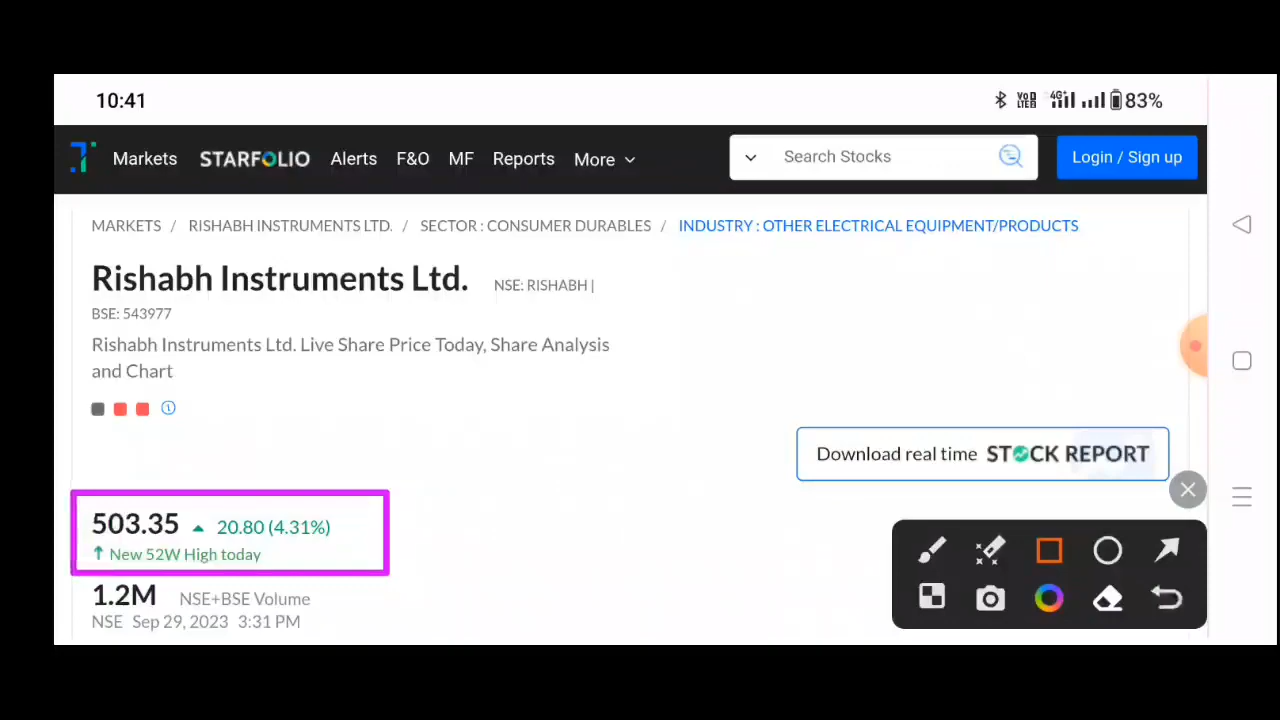 10:41
VoD LTED 4G+ 83%
Markets STARFOLIO Alerts F&O MF Reports More Search Stocks Login / Sign up
MARKETS / RISHABH INSTRUMENTS LTD. / SECTOR : CONSUMER DURABLES / INDUSTRY : OTHER ELECTRICAL EQUIPMENT/PRODUCTS
Rishabh Instruments Ltd. NSE: RISHABH |
BSE: 543977
Rishabh Instruments Ltd. Live Share Price Today, Share Analysis
and Chart
Download real time STOCK REPORT
503.35 ▲ 20.80 (4.31%)
↑ New 52W High today
1.2M NSE+BSE Volume
NSE Sep 29, 2023 3:31 PM